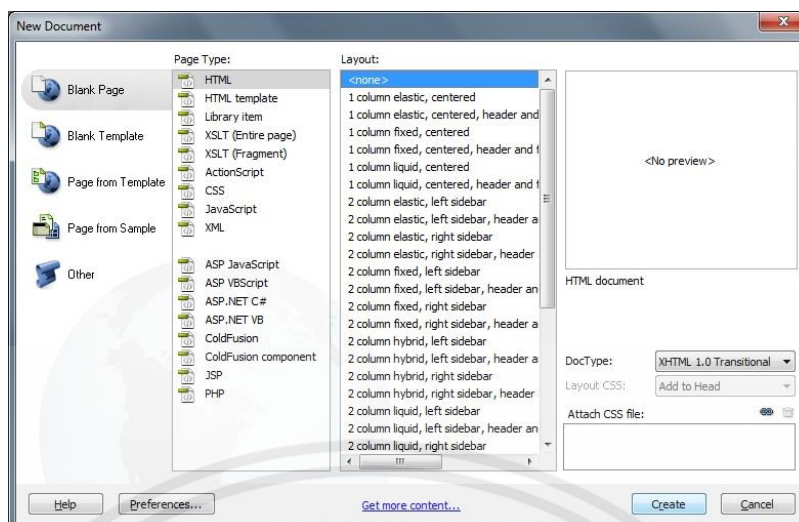 New Document
Blank Page
Blank Template
Page from Template
Page from Sample
Other
Page Type:
HTML
HTML template
Library item
XSLT (Entire page)
XSLT (Fragment)
ActionScript
CSS
JavaScript
XML
ASP JavaScript
ASP VBScript
ASP.NET C#
ASP.NET VB
ColdFusion
ColdFusion component
JSP
PHP
Layout:
<none>
1 column elastic, centered
1 column elastic, centered, header and
1 column fixed, centered
1 column fixed, centered, header and f
1 column liquid, centered
1 column liquid, centered, header and f
2 column elastic, left sidebar
2 column elastic, left sidebar, header a
2 column elastic, right sidebar
2 column elastic, right sidebar, header
2 column fixed, left sidebar
2 column fixed, left sidebar, header an
2 column fixed, right sidebar
2 column fixed, right sidebar, header a
2 column hybrid, left sidebar
2 column hybrid, left sidebar, header a
2 column hybrid, right sidebar
2 column hybrid, right sidebar, header
2 column liquid, left sidebar
2 column liquid, left sidebar, header an
2 column liquid, right sidebar
<No preview>
HTML document
DocType: XHTML 1.0 Transitional
Layout CSS: Add to Head
Attach CSS file:
Help
Preferences...
Get more content...
Create
Cancel